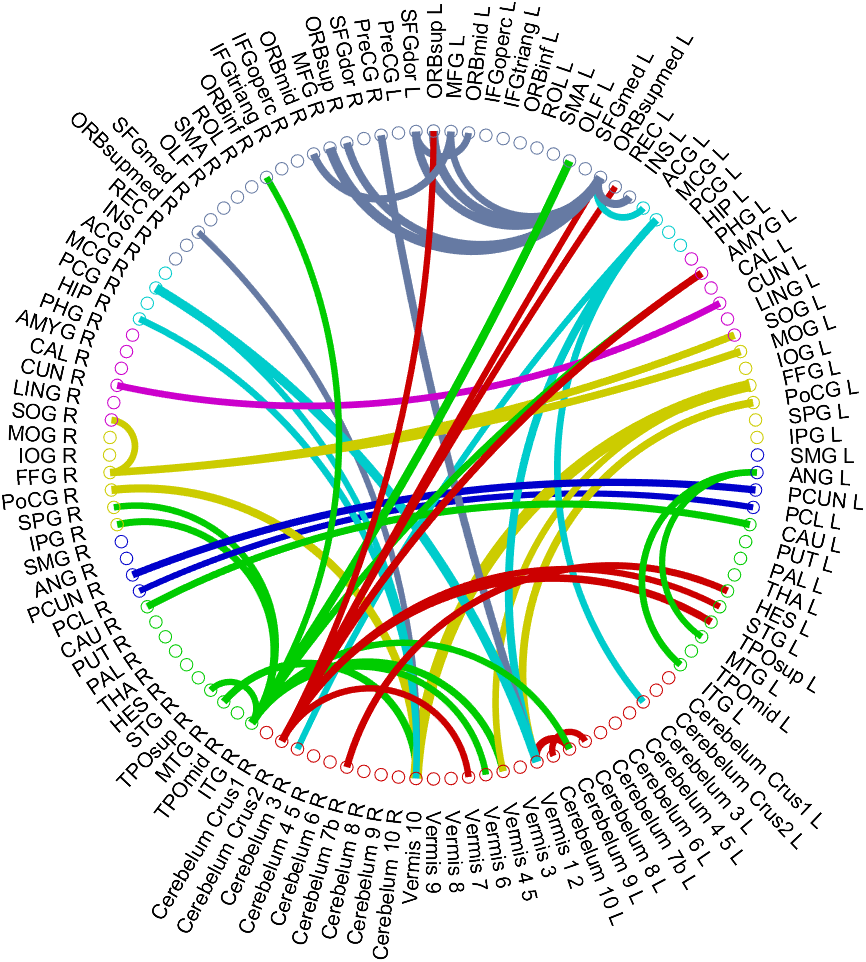 PreCG L
SFGdor L
ORBsup L
MFG L
ORBmid L
IFGoperc L
IFGtriang L
ORBinf L
ROL L
SMA L
OLF L
SFGmed L
ORBsupmed L
REC L
INS L
ACG L
MCG L
PCG L
HIP L
PHG L
AMYG L
CAL L
CUN L
LING L
SOG L
MOG L
IOG L
FFG L
PoCG L
SPG L
IPG L
SMG L
ANG L
PCUN L
PCL L
CAU L
PUT L
PAL L
THA L
HES L
STG L
TPOsup L
MTG L
TPOmid L
ITG L
Cerebelum Crus1 L
Cerebelum Crus2 L
Cerebelum 3 L
Cerebelum 4 5 L
Cerebelum 6 L
Cerebelum 7b L
Cerebelum 8 L
Cerebelum 9 L
Cerebelum 10 L
Vermis 1 2
Vermis 3
Vermis 4 5
Vermis 6
Vermis 7
Vermis 8
Vermis 9
Vermis 10
Cerebelum 10 R
Cerebelum 9 R
Cerebelum 8 R
Cerebelum 7b R
Cerebelum 6 R
Cerebelum 4 5 R
Cerebelum 3 R
Cerebelum Crus2 R
Cerebelum Crus1 R
ITG R
TPOmid R
MTG R
TPOsup R
STG R
HES R
THA R
PAL R
PUT R
CAU R
PCL R
PCUN R
ANG R
SMG R
IPG R
SPG R
PoCG R
FFG R
IOG R
MOG R
SOG R
LING R
CUN R
CAL R
AMYG R
PHG R
HIP R
PCG R
MCG R
ACG R
INS R
REC R
ORBsupmed R
SFGmed R
OLF R
SMA R
ROL R
ORBinf R
IFGtriang R
IFGoperc R
ORBmid R
MFG R
ORBsup R
SFGdor R
PreCG R